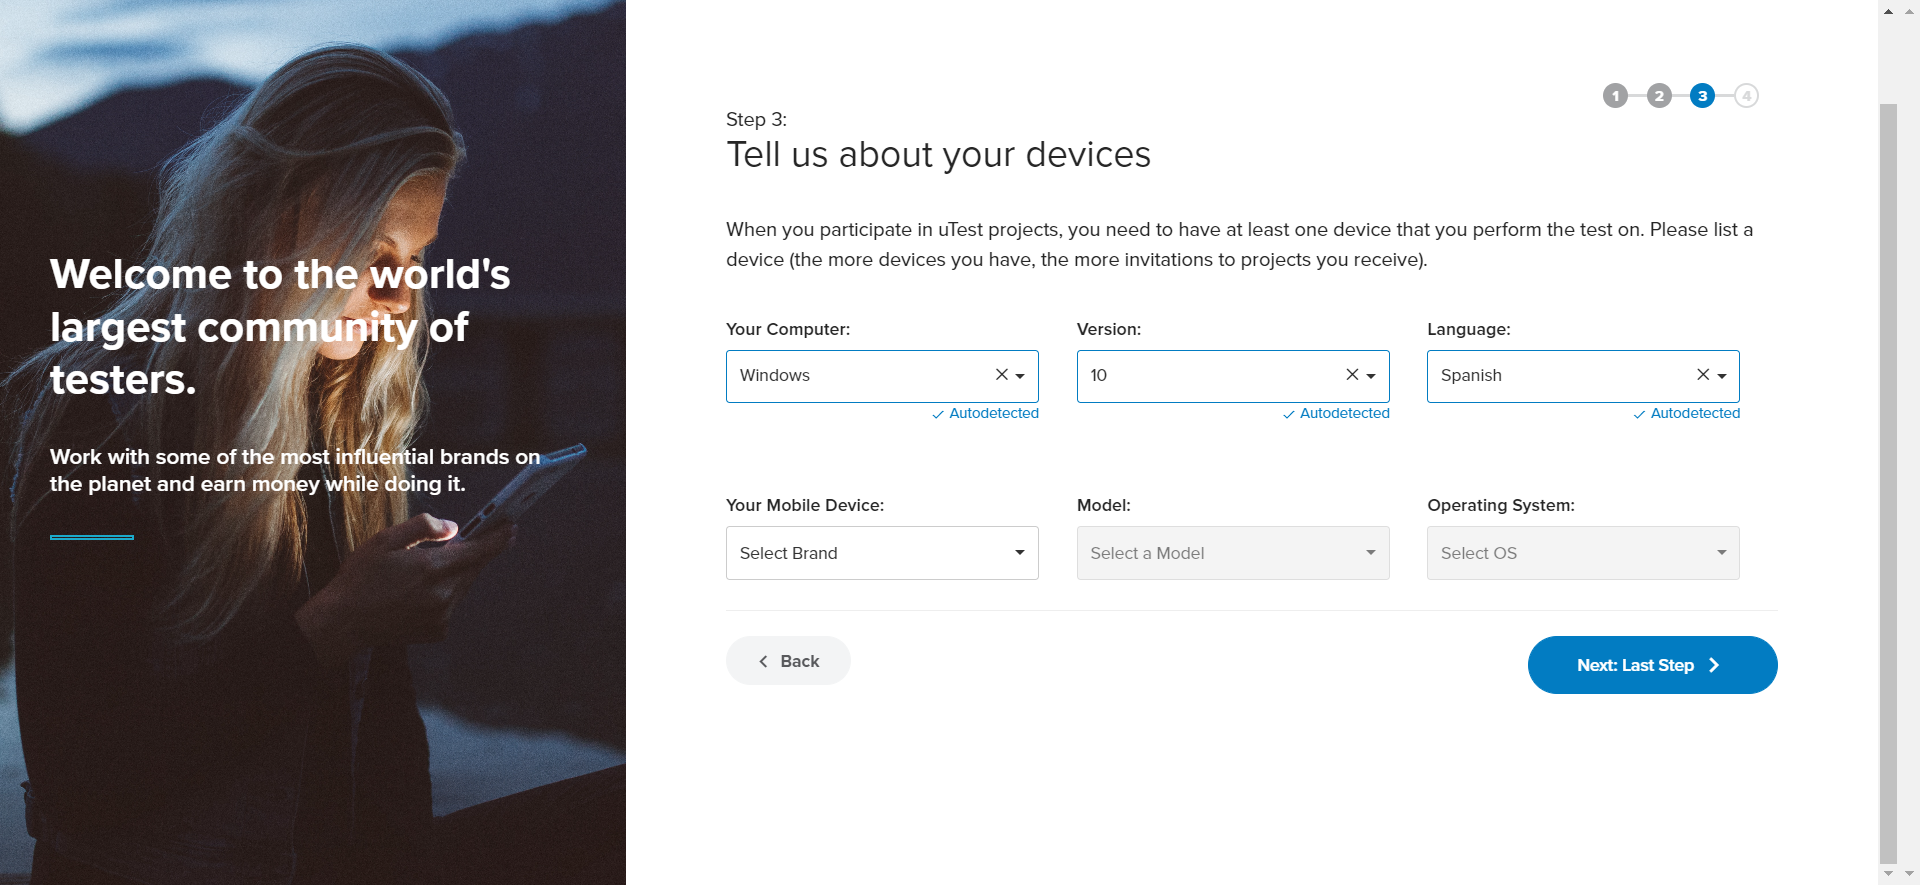 Welcome to the world's
largest community of
testers.
Work with some of the most influential brands on
the planet and earn money while doing it.
1 2 3 4
Step 3:
Tell us about your devices
When you participate in uTest projects, you need to have at least one device that you perform the test on. Please list a
device (the more devices you have, the more invitations to projects you receive).
Your Computer: Version: Language:
Windows 10 Spanish
Autodetected Autodetected Autodetected
Your Mobile Device: Model: Operating System:
Select Brand Select a Model Select OS
Back Next: Last Step